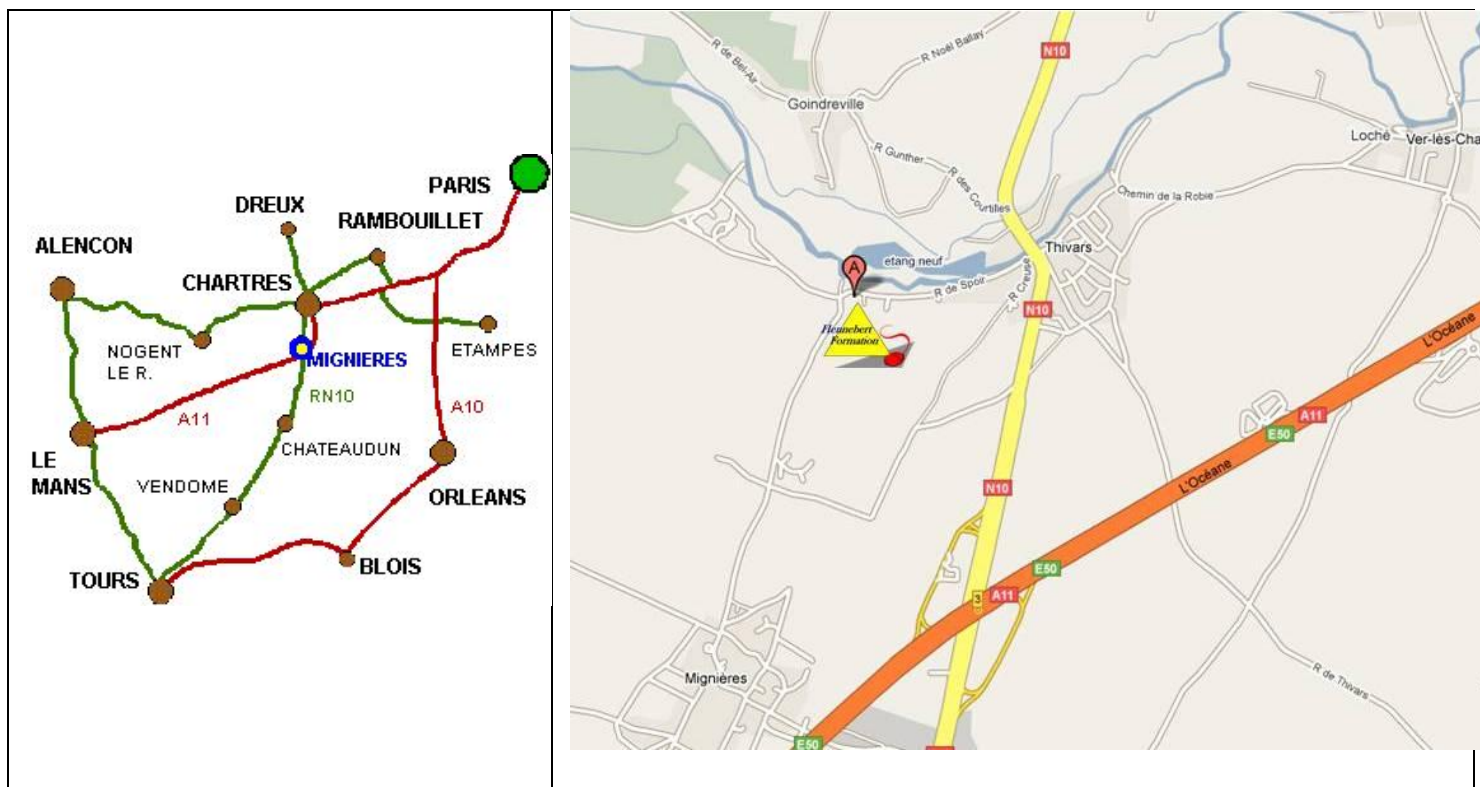 PARIS
DREUX
RAMBOUILLET
ALENCON
CHARTRES
NOGENT
LE R.
MIGNIERES
ETAMPES
RN10
A11
A10
CHATEAUDUN
LE
MANS
VENDOME
ORLEANS
TOURS
BLOIS
N10
R Noël Ballay
R de Bel-Air
Goindreville
Loché
Ver-lès-Cha
R Gunther
R des Courtilles
Chemin de la Robie
Thivars
etang neuf
A
R de Spoir
R Creuse
N10
Hennebert
Formation
L'Océane
A11
E50
L'Océane
N10
E50
3
A11
R de Thivars
Mignières
E50